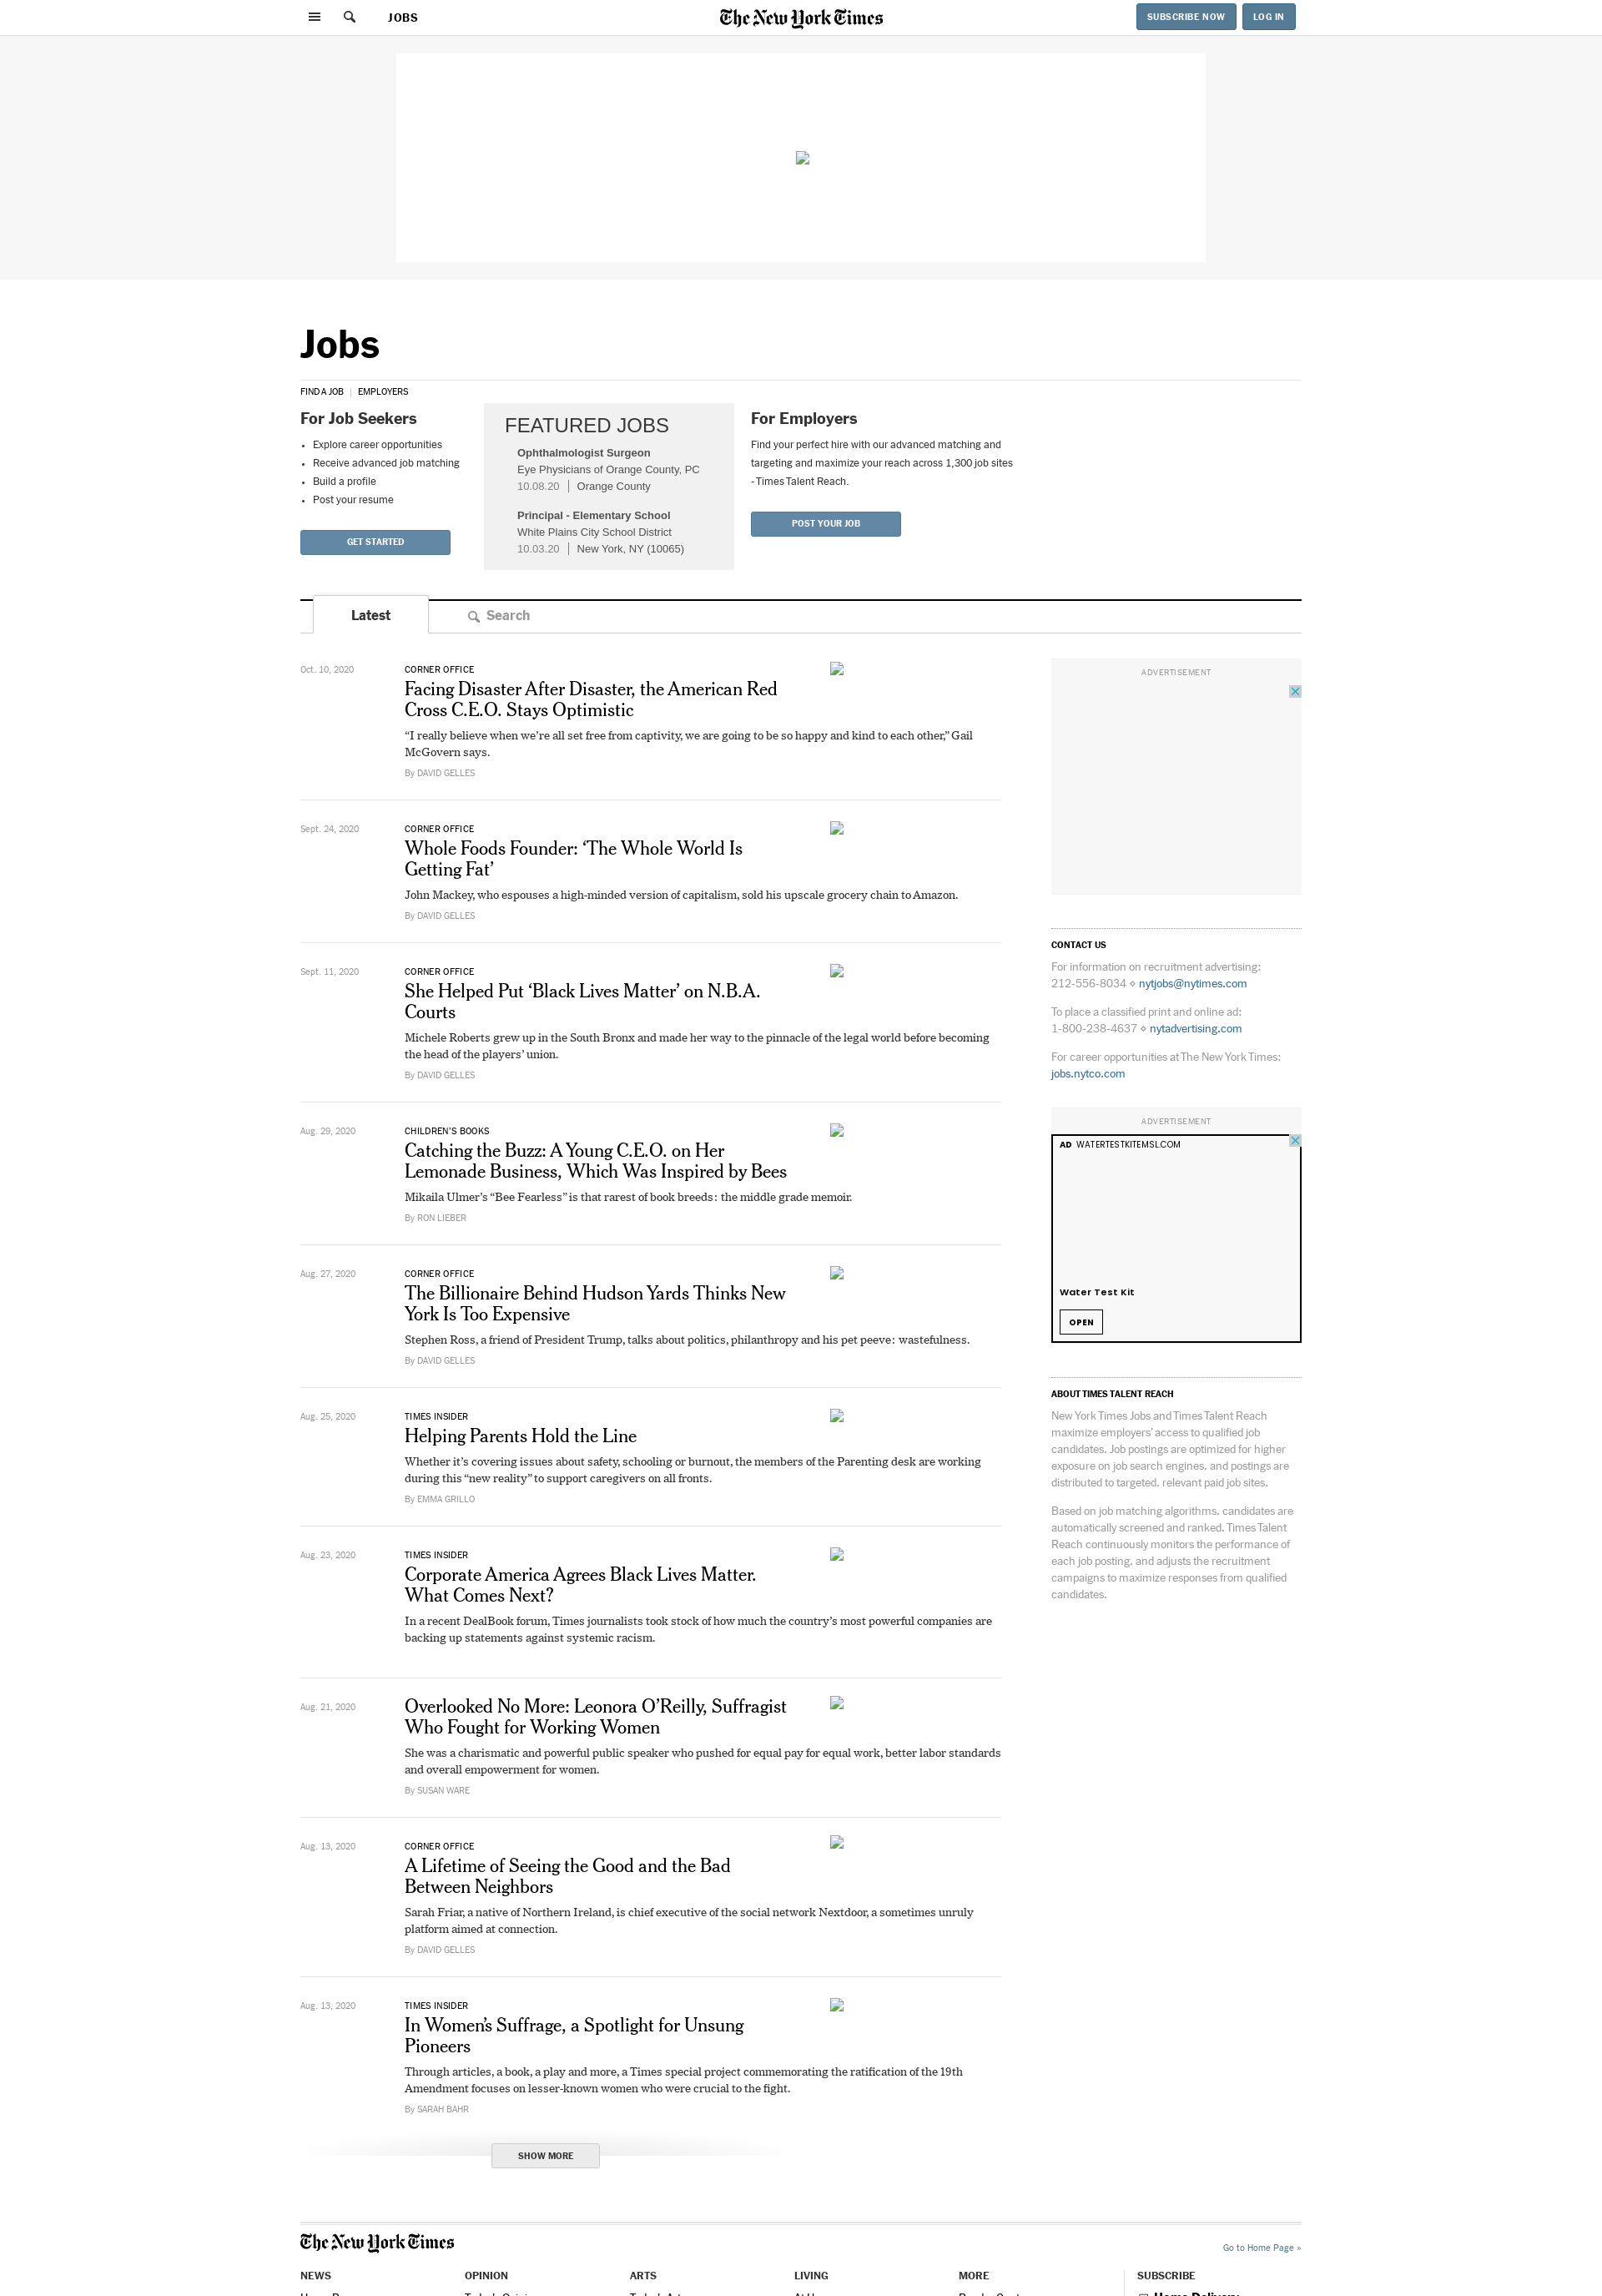 JOBS
The New York Times
SUBSCRIBE NOW
LOG IN
Jobs
FIND A JOB | EMPLOYERS
For Job Seekers
• Explore career opportunities
• Receive advanced job matching
• Build a profile
• Post your resume
GET STARTED
FEATURED JOBS
Ophthalmologist Surgeon
Eye Physicians of Orange County, PC
10.08.20 | Orange County
Principal - Elementary School
White Plains City School District
10.03.20 | New York, NY (10065)
For Employers
Find your perfect hire with our advanced matching and
targeting and maximize your reach across 1,300 job sites
- Times Talent Reach.
POST YOUR JOB
Latest
Search
Oct. 10, 2020
CORNER OFFICE
Facing Disaster After Disaster, the American Red
Cross C.E.O. Stays Optimistic
“I really believe when we’re all set free from captivity, we are going to be so happy and kind to each other,” Gail
McGovern says.
By DAVID GELLES
Sept. 24, 2020
CORNER OFFICE
Whole Foods Founder: ‘The Whole World Is
Getting Fat’
John Mackey, who espouses a high-minded version of capitalism, sold his upscale grocery chain to Amazon.
By DAVID GELLES
Sept. 11, 2020
CORNER OFFICE
She Helped Put ‘Black Lives Matter’ on N.B.A.
Courts
Michele Roberts grew up in the South Bronx and made her way to the pinnacle of the legal world before becoming
the head of the players’ union.
By DAVID GELLES
Aug. 29, 2020
CHILDREN'S BOOKS
Catching the Buzz: A Young C.E.O. on Her
Lemonade Business, Which Was Inspired by Bees
Mikaila Ulmer’s “Bee Fearless” is that rarest of book breeds: the middle grade memoir.
By RON LIEBER
Aug. 27, 2020
CORNER OFFICE
The Billionaire Behind Hudson Yards Thinks New
York Is Too Expensive
Stephen Ross, a friend of President Trump, talks about politics, philanthropy and his pet peeve: wastefulness.
By DAVID GELLES
Aug. 25, 2020
TIMES INSIDER
Helping Parents Hold the Line
Whether it’s covering issues about safety, schooling or burnout, the members of the Parenting desk are working
during this “new reality” to support caregivers on all fronts.
By EMMA GRILLO
Aug. 23, 2020
TIMES INSIDER
Corporate America Agrees Black Lives Matter.
What Comes Next?
In a recent DealBook forum, Times journalists took stock of how much the country’s most powerful companies are
backing up statements against systemic racism.
Aug. 21, 2020
Overlooked No More: Leonora O’Reilly, Suffragist
Who Fought for Working Women
She was a charismatic and powerful public speaker who pushed for equal pay for equal work, better labor standards
and overall empowerment for women.
By SUSAN WARE
Aug. 13, 2020
CORNER OFFICE
A Lifetime of Seeing the Good and the Bad
Between Neighbors
Sarah Friar, a native of Northern Ireland, is chief executive of the social network Nextdoor, a sometimes unruly
platform aimed at connection.
By DAVID GELLES
Aug. 13, 2020
TIMES INSIDER
In Women’s Suffrage, a Spotlight for Unsung
Pioneers
Through articles, a book, a play and more, a Times special project commemorating the ratification of the 19th
Amendment focuses on lesser-known women who were crucial to the fight.
By SARAH BAHR
SHOW MORE
ADVERTISEMENT
CONTACT US
For information on recruitment advertising:
212-556-8034 ⋄ nytjobs@nytimes.com
To place a classified print and online ad:
1-800-238-4637 ⋄ nytadvertising.com
For career opportunities at The New York Times:
jobs.nytco.com
ADVERTISEMENT
AD WATERTESTKITEMSL.COM
Water Test Kit
OPEN
ABOUT TIMES TALENT REACH
New York Times Jobs and Times Talent Reach
maximize employers’ access to qualified job
candidates. Job postings are optimized for higher
exposure on job search engines, and postings are
distributed to targeted, relevant paid job sites.
Based on job matching algorithms, candidates are
automatically screened and ranked. Times Talent
Reach continuously monitors the performance of
each job posting, and adjusts the recruitment
campaigns to maximize responses from qualified
candidates.
The New York Times
Go to Home Page »
NEWS
OPINION
ARTS
LIVING
MORE
SUBSCRIBE